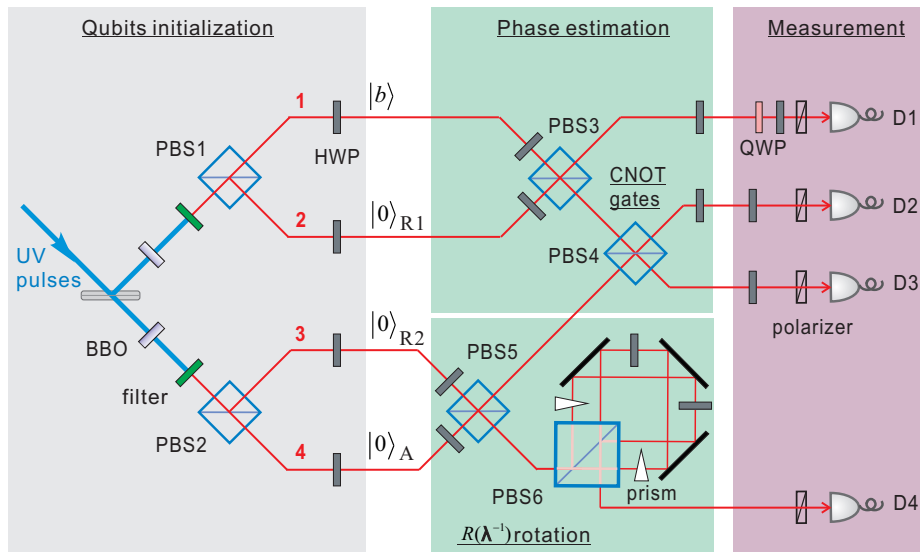 Qubits initialization
Phase estimation
Measurement
1
|b⟩
HWP
PBS1
2
|0⟩R1
PBS3
CNOT
gates
PBS4
QWP
D1
D2
D3
polarizer
UV
pulses
BBO
filter
PBS2
3
|0⟩R2
4
|0⟩A
PBS5
PBS6
prism
R(λ⁻¹) rotation
D4